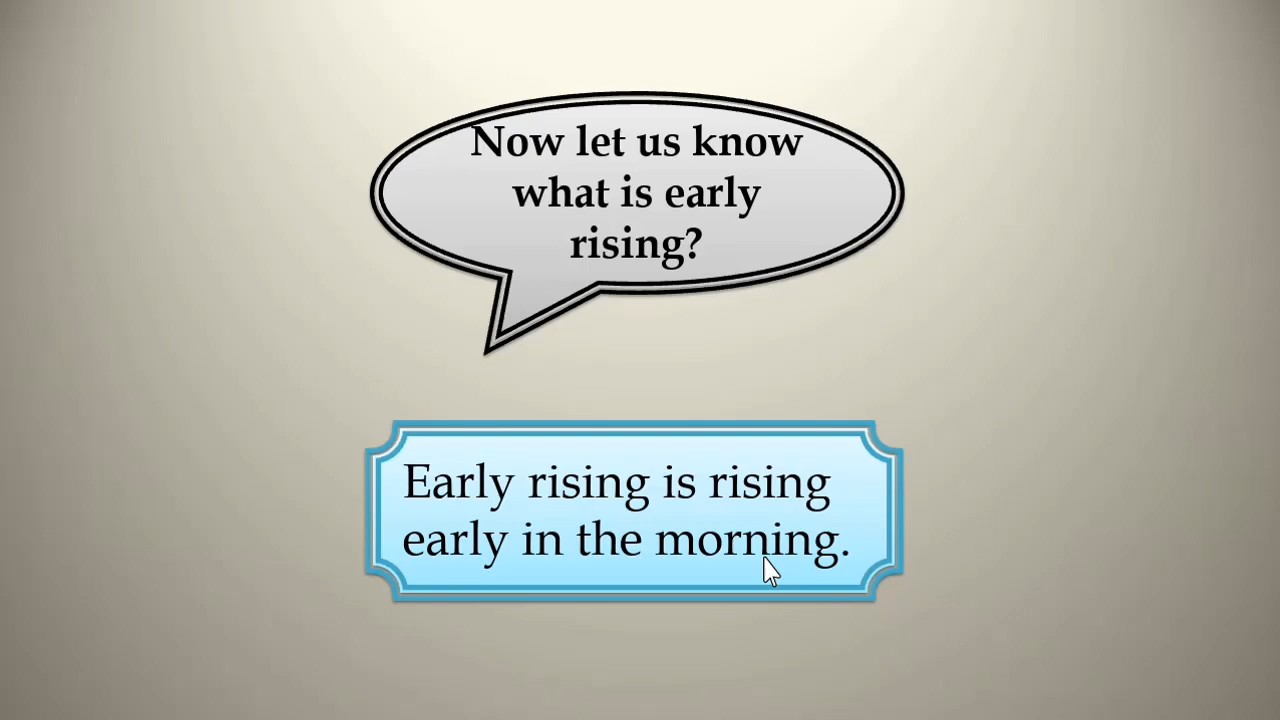 Now let us know
what is early
rising?
Early rising is rising
early in the morning.